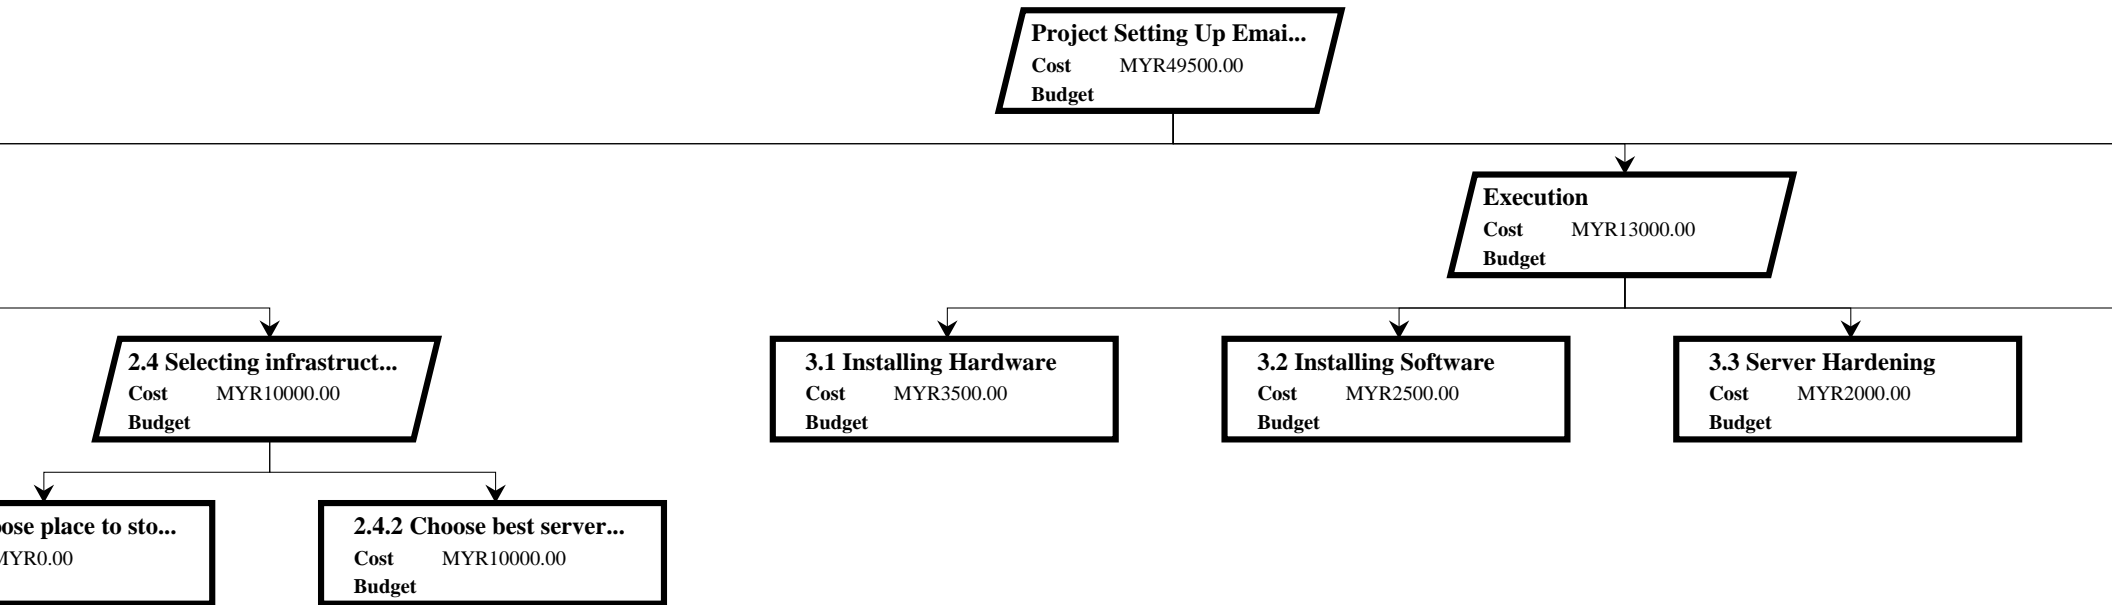 Project Setting Up Emai...
Cost MYR49500.00
Budget
Execution
Cost MYR13000.00
Budget
2.4 Selecting infrastruct...
Cost MYR10000.00
Budget
3.1 Installing Hardware
Cost MYR3500.00
Budget
3.2 Installing Software
Cost MYR2500.00
Budget
3.3 Server Hardening
Cost MYR2000.00
Budget
place to sto...
MYR0.00
2.4.2 Choose best server...
Cost MYR10000.00
Budget